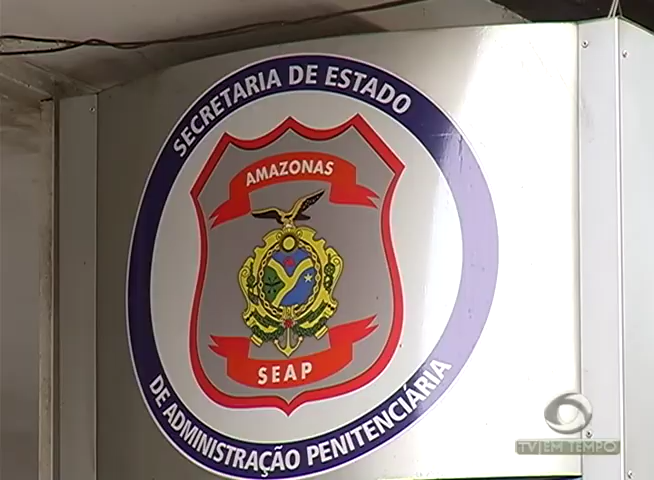 SECRETARIA DE ESTADO
AMAZONAS
SEAP
DE ADMINISTRAÇÃO PENITENCIÁRIA
TV EM TEMPO